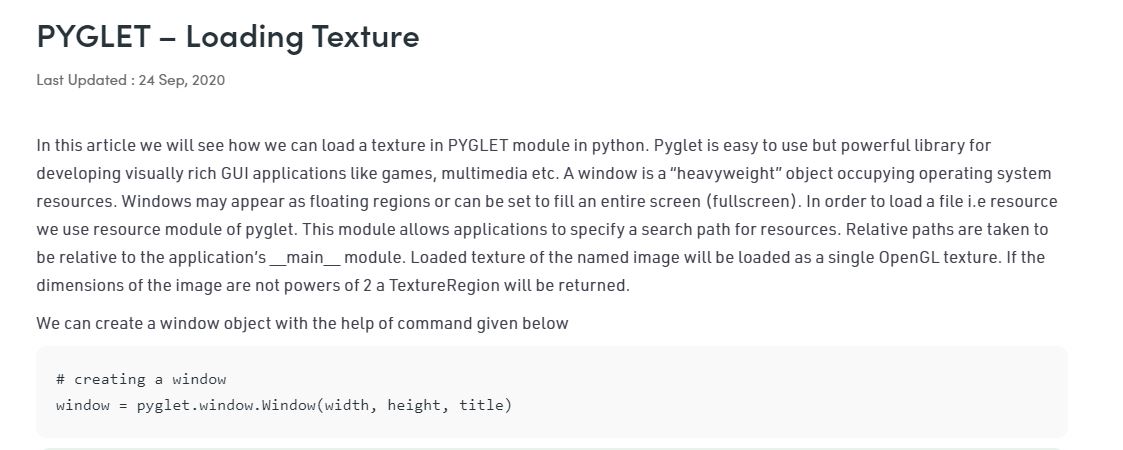 PYGLET – Loading Texture
Last Updated : 24 Sep, 2020
In this article we will see how we can load a texture in PYGLET module in python. Pyglet is easy to use but powerful library for
developing visually rich GUI applications like games, multimedia etc. A window is a “heavyweight” object occupying operating system
resources. Windows may appear as floating regions or can be set to fill an entire screen (fullscreen). In order to load a file i.e resource
we use resource module of pyglet. This module allows applications to specify a search path for resources. Relative paths are taken to
be relative to the application’s __main__ module. Loaded texture of the named image will be loaded as a single OpenGL texture. If the
dimensions of the image are not powers of 2 a TextureRegion will be returned.
We can create a window object with the help of command given below
# creating a window
window = pyglet.window.Window(width, height, title)